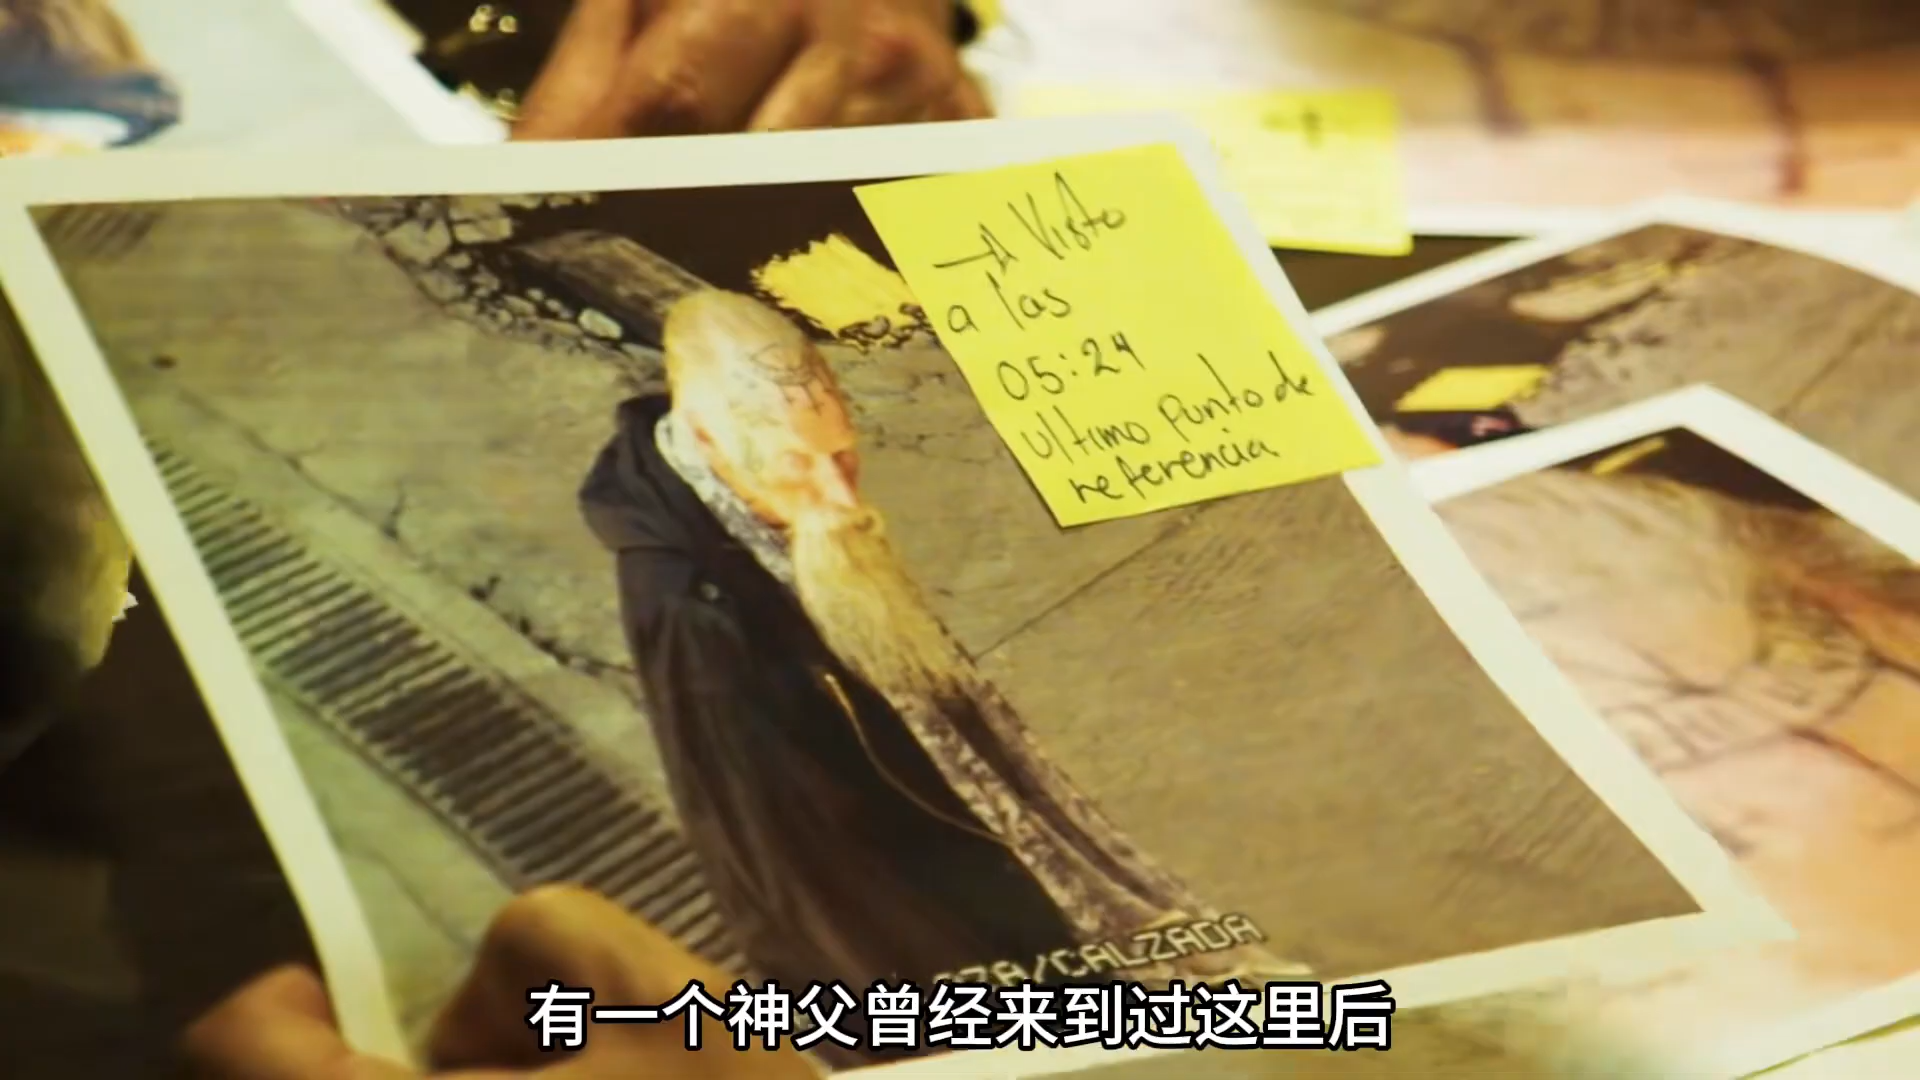 →A Visto
a las
05:24
Ultimo punto de
referencia
ZA/CALZADA
有一个神父曾经来到过这里后